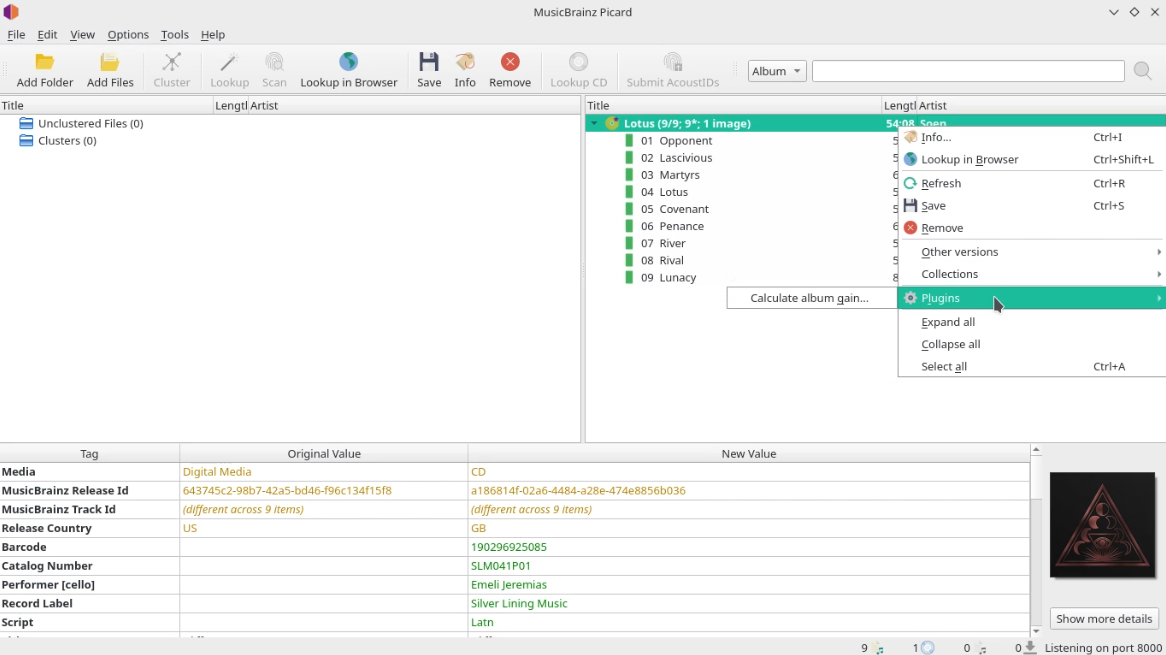 MusicBrainz Picard
File Edit View Options Tools Help
Add Folder Add Files Cluster Lookup Scan Lookup in Browser Save Info Remove Lookup CD Submit AcoustIDs Album
Title Lengtl Artist
Unclustered Files (0)
Clusters (0)
Title Lengtl Artist
Lotus (9/9; 9*; 1 image) 54:08 Soen
01 Opponent 5
02 Lascivious 5
03 Martyrs 6
04 Lotus 5
05 Covenant 5
06 Penance 6
07 River 5
08 Rival 5
09 Lunacy 8
Info... Ctrl+I
Lookup in Browser Ctrl+Shift+L
Refresh Ctrl+R
Save Ctrl+S
Remove
Other versions
Collections
Plugins
Calculate album gain...
Expand all
Collapse all
Select all Ctrl+A
Tag Original Value New Value
Media Digital Media CD
MusicBrainz Release Id 643745c2-98b7-42a5-bd46-f96c134f15f8 a186814f-02a6-4484-a28e-474e8856b036
MusicBrainz Track Id (different across 9 items) (different across 9 items)
Release Country US GB
Barcode 190296925085
Catalog Number SLM041P01
Performer [cello] Emeli Jeremias
Record Label Silver Lining Music
Script Latn
Show more details
9 1 0 0 Listening on port 8000